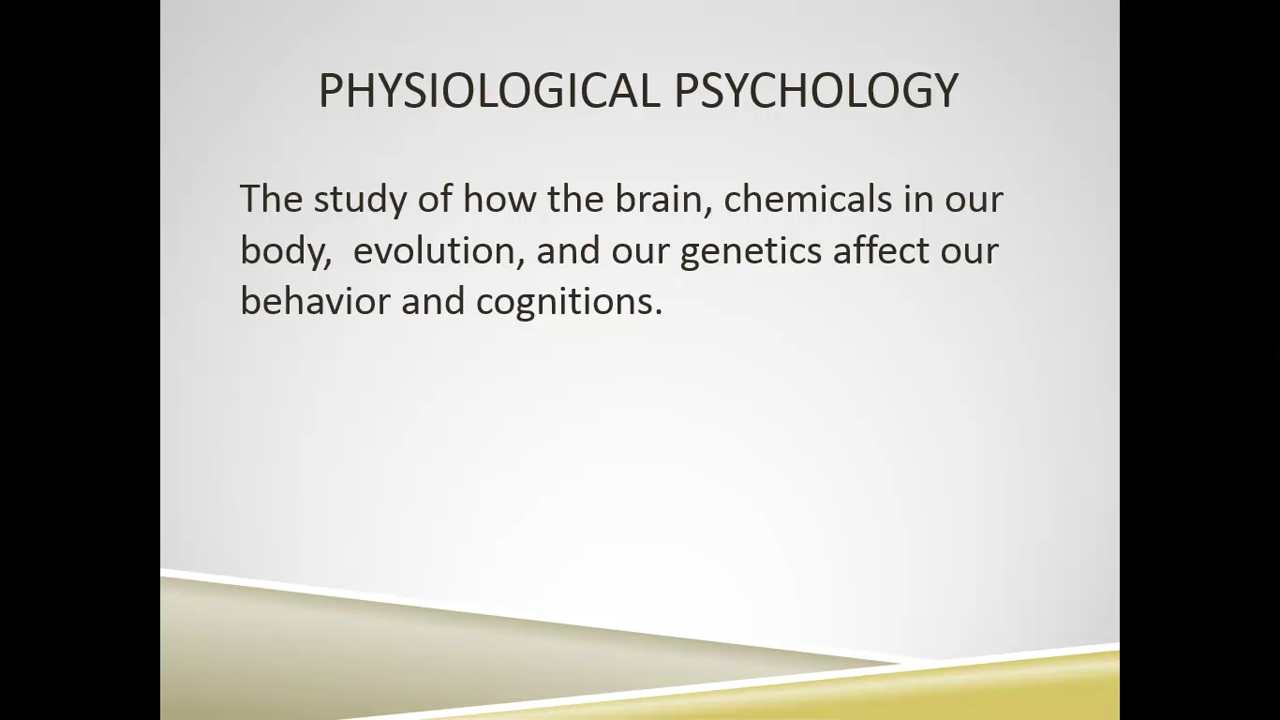 PHYSIOLOGICAL PSYCHOLOGY
The study of how the brain, chemicals in our
body,  evolution, and our genetics affect our
behavior and cognitions.